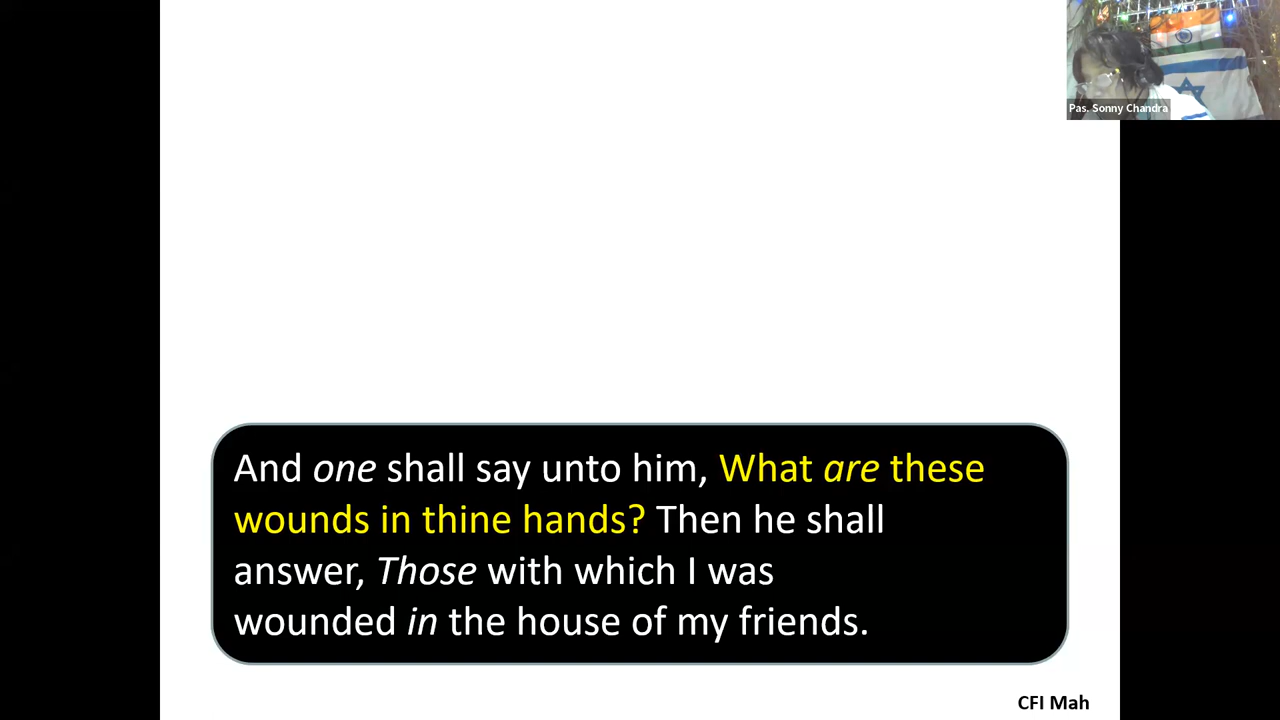 Pas. Sonny Chandra
And one shall say unto him, What are these
wounds in thine hands? Then he shall
answer, Those with which I was
wounded in the house of my friends.
CFI Mah